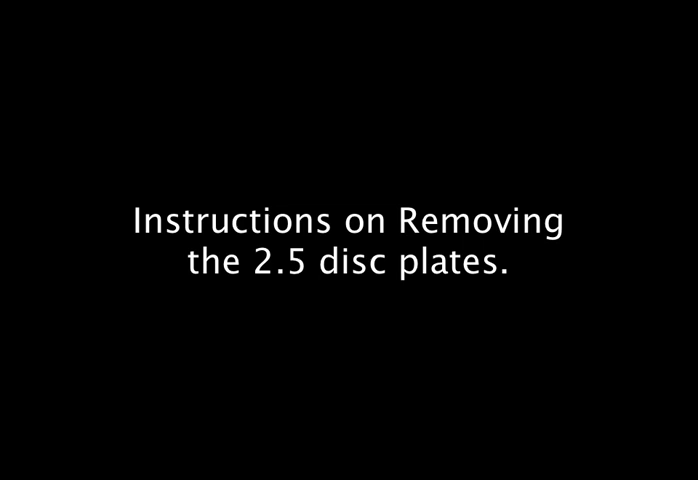 Instructions on Removing
the 2.5 disc plates.